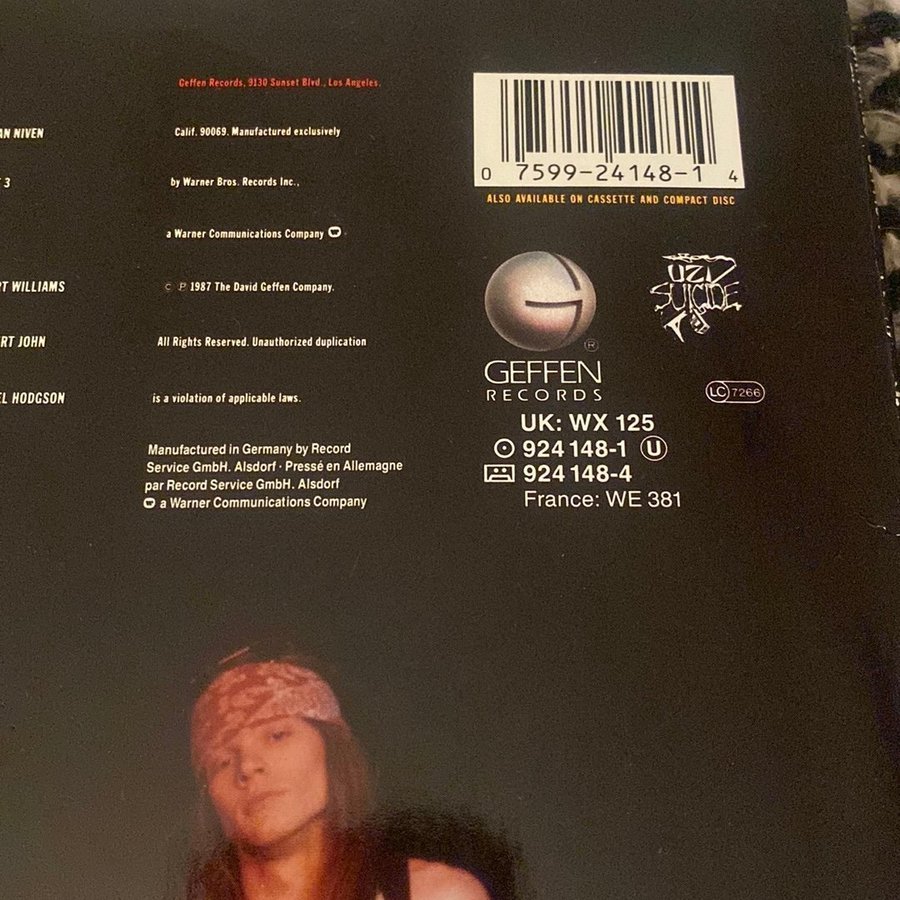 AN NIVEN
3
RT WILLIAMS
RT JOHN
EL HODGSON
Geffen Records, 9130 Sunset Blvd., Los Angeles,
Calif. 90069. Manufactured exclusively
by Warner Bros. Records Inc.,
a Warner Communications Company
© ℗ 1987 The David Geffen Company.
All Rights Reserved. Unauthorized duplication
is a violation of applicable laws.
Manufactured in Germany by Record
Service GmbH. Alsdorf · Pressé en Allemagne
par Record Service GmbH. Alsdorf
a Warner Communications Company
0 7599-24148-1 4
ALSO AVAILABLE ON CASSETTE AND COMPACT DISC
G
®
GEFFEN
RECORDS
UZI
SUICIDE
LC 7266
UK: WX 125
924 148-1 U
924 148-4
France: WE 381